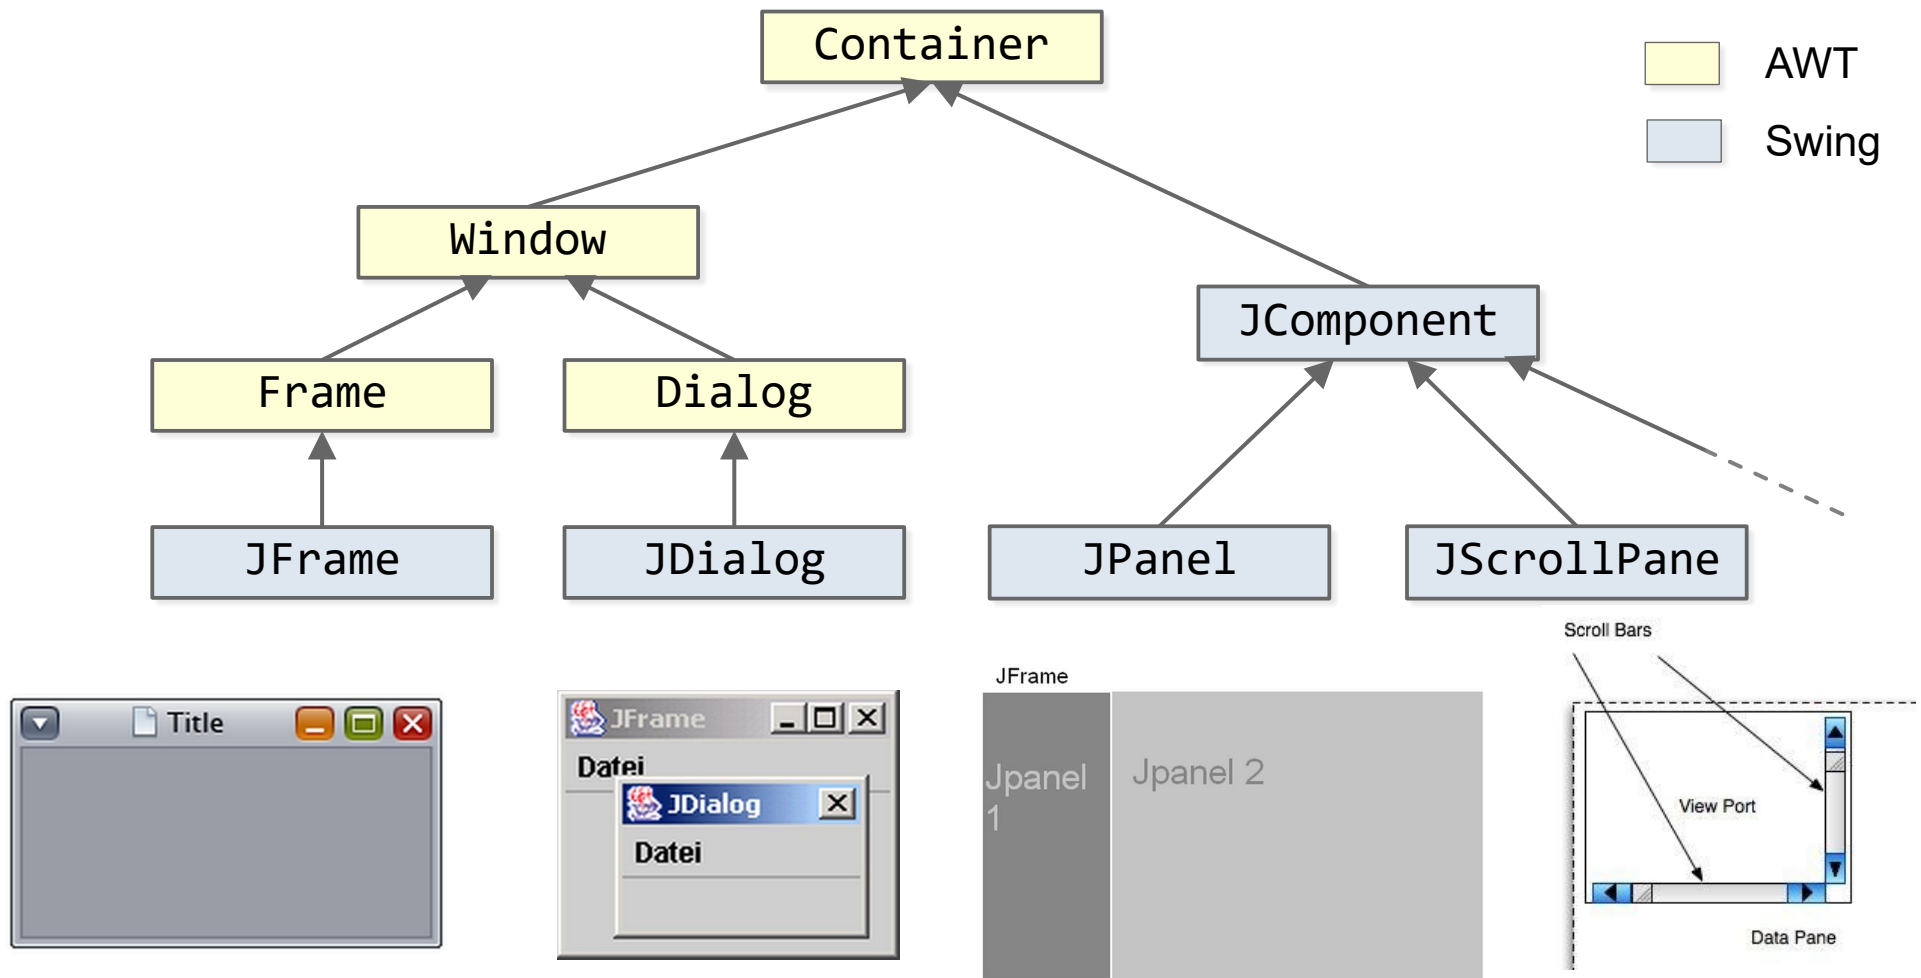 Container
AWT
Swing
Window
JComponent
Frame
Dialog
JFrame
JDialog
JPanel
JScrollPane
Title
JFrame
Datei
JDialog
Datei
JFrame
Jpanel
1
Jpanel 2
Scroll Bars
View Port
Data Pane